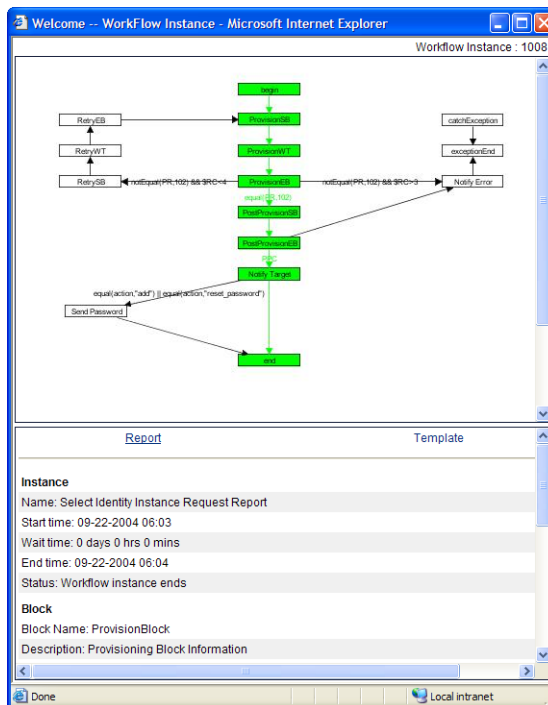 Welcome -- WorkFlow Instance - Microsoft Internet Explorer
Workflow Instance : 1008
begin
RetryEB
ProvisionSB
catchException
RetryWT
ProvisionWT
exceptionEnd
RetrySB
notEqual(PR,102) && $RC<4
ProvisionEB
notEqual(PR,102) && $RC>3
Notify Error
equal(PR,102)
PostProvisionSB
PostProvisionEB
Notify Target
equal(action,"add") || equal(action,"reset_password")
Send Password
end
Report
Template
Instance
Name: Select Identity Instance Request Report
Start time: 09-22-2004 06:03
Wait time: 0 days 0 hrs 0 mins
End time: 09-22-2004 06:04
Status: Workflow instance ends
Block
Block Name: ProvisionBlock
Description: Provisioning Block Information
Done
Local intranet